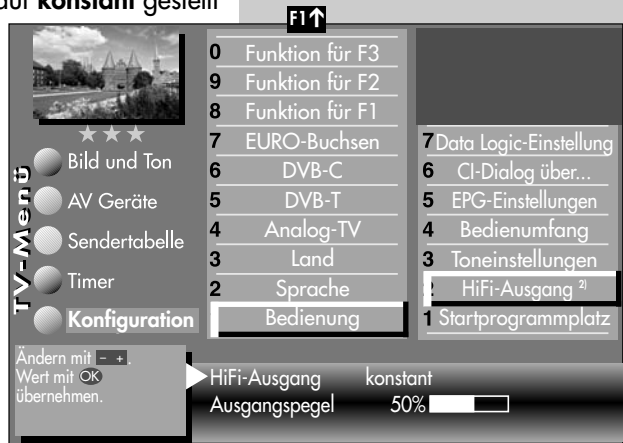 auf konstant gestellt
F1↑
TV-Menü
Bild und Ton
AV Geräte
Sendertabelle
Timer
Konfiguration
0 Funktion für F3
9 Funktion für F2
8 Funktion für F1
7 EURO-Buchsen
6 DVB-C
5 DVB-T
4 Analog-TV
3 Land
2 Sprache
Bedienung
7 Data Logic-Einstellung
6 CI-Dialog über...
5 EPG-Einstellungen
4 Bedienumfang
3 Toneinstellungen
2 HiFi-Ausgang 2)
1 Startprogrammplatz
Ändern mit - + .
Wert mit OK
übernehmen.
HiFi-Ausgang konstant
Ausgangspegel 50%